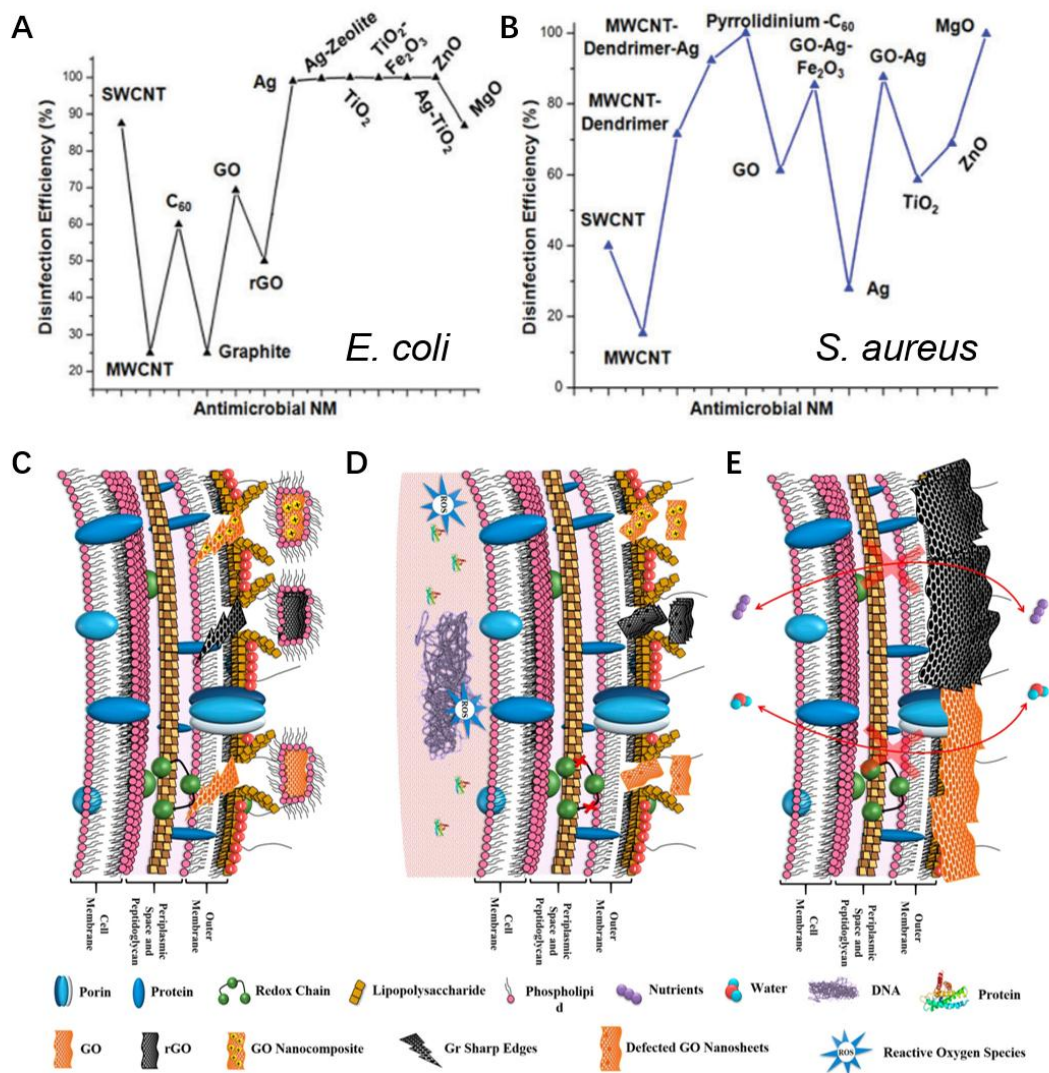 A
Disinfection Efficiency (%)
100
90
80
70
60
50
40
30
20
SWCNT
MWCNT
C60
Graphite
GO
rGO
Ag
Ag-Zeolite
TiO2
TiO2-
Fe2O3
Ag-TiO2
ZnO
MgO
E. coli
Antimicrobial NM
B
Disinfection Efficiency (%)
100
80
60
40
20
0
SWCNT
MWCNT
MWCNT-
Dendrimer
MWCNT-
Dendrimer-Ag
Pyrrolidinium -C60
GO
GO-Ag-
Fe2O3
Ag
GO-Ag
TiO2
ZnO
MgO
S. aureus
Antimicrobial NM
C
Cell
Membrane
Periplasmic
Space and
Peptidoglycan
Outer
Membrane
D
ROS
ROS
Cell
Membrane
Periplasmic
Space and
Peptidoglycan
Outer
Membrane
E
Cell
Membrane
Periplasmic
Space and
Peptidoglycan
Outer
Membrane
Porin
Protein
Redox Chain
Lipopolysaccharide
Phospholipi
d
Nutrients
Water
DNA
Protein
GO
rGO
GO Nanocomposite
Gr Sharp Edges
Defected GO Nanosheets
ROS
Reactive Oxygen Species